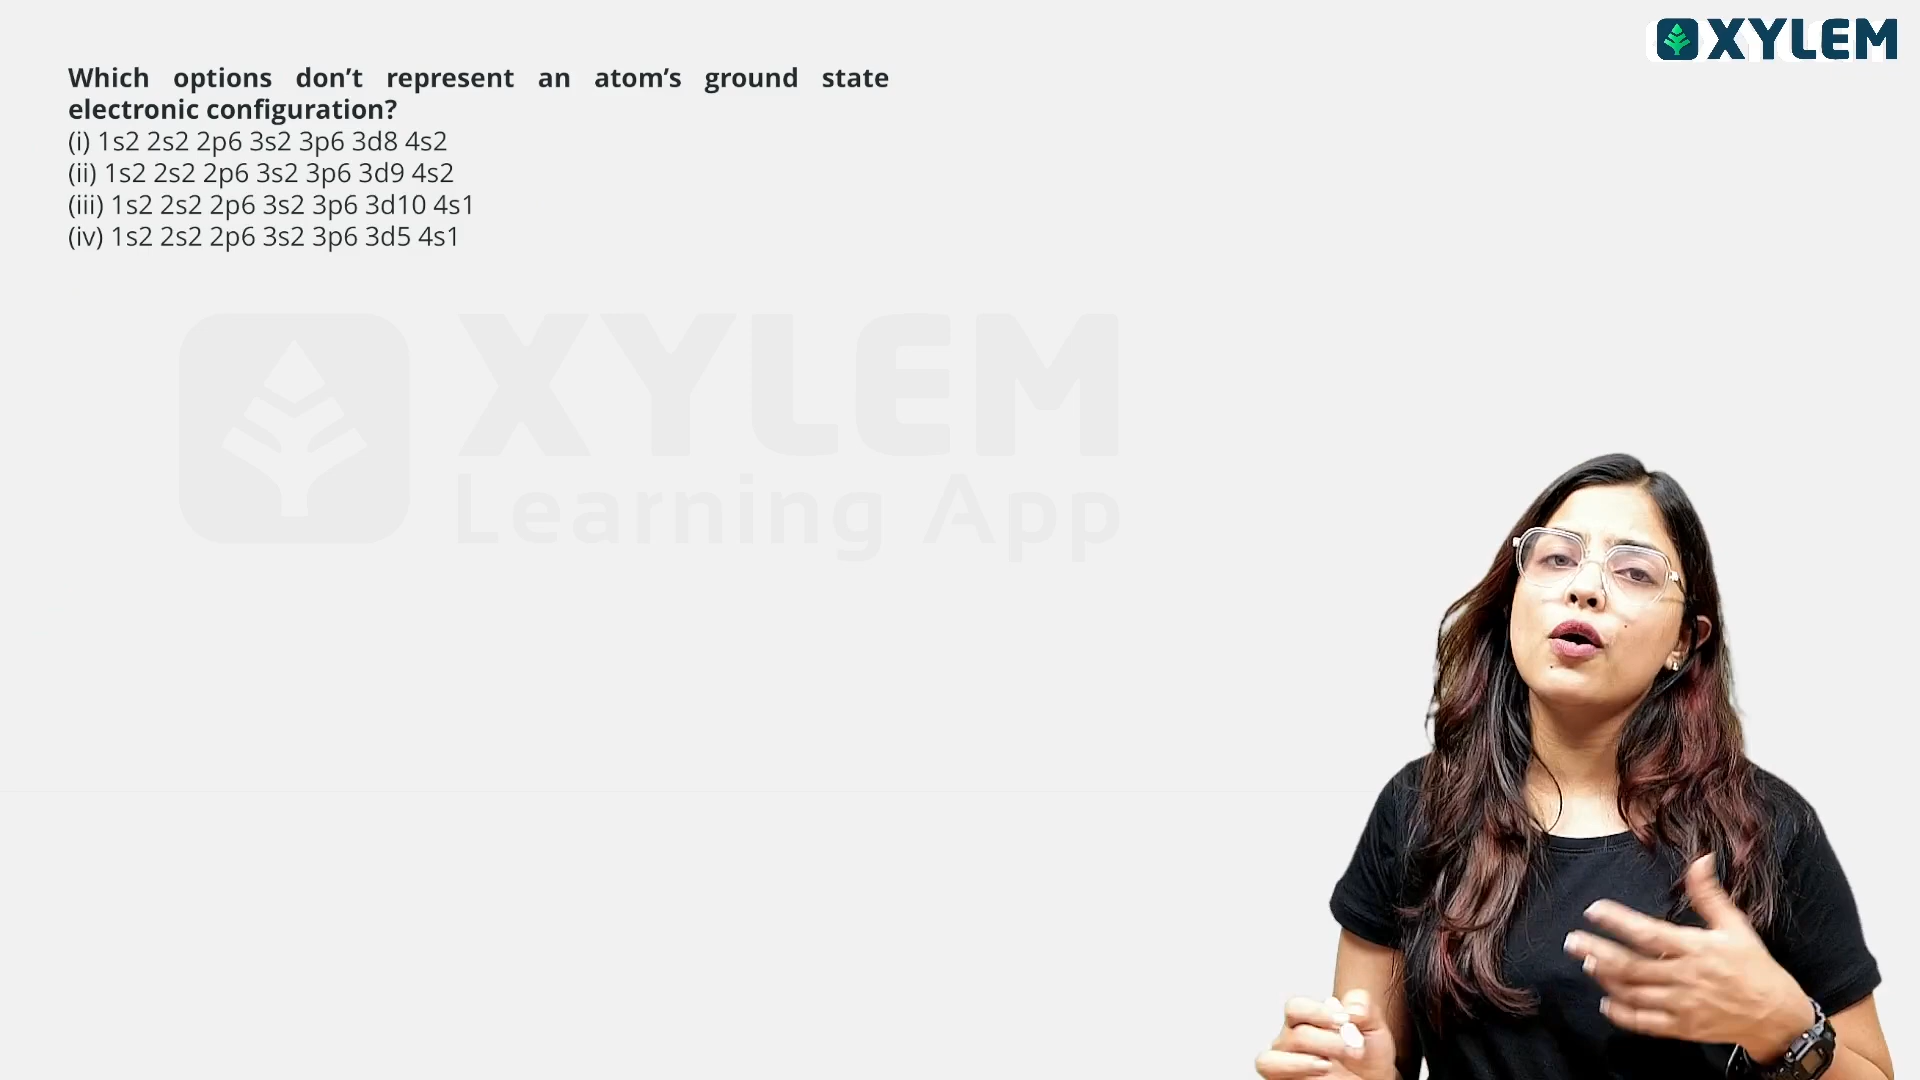 XYLEM
Which options don’t represent an atom’s ground state
electronic configuration?
(i) 1s2 2s2 2p6 3s2 3p6 3d8 4s2
(ii) 1s2 2s2 2p6 3s2 3p6 3d9 4s2
(iii) 1s2 2s2 2p6 3s2 3p6 3d10 4s1
(iv) 1s2 2s2 2p6 3s2 3p6 3d5 4s1
XYLEM
Learning App